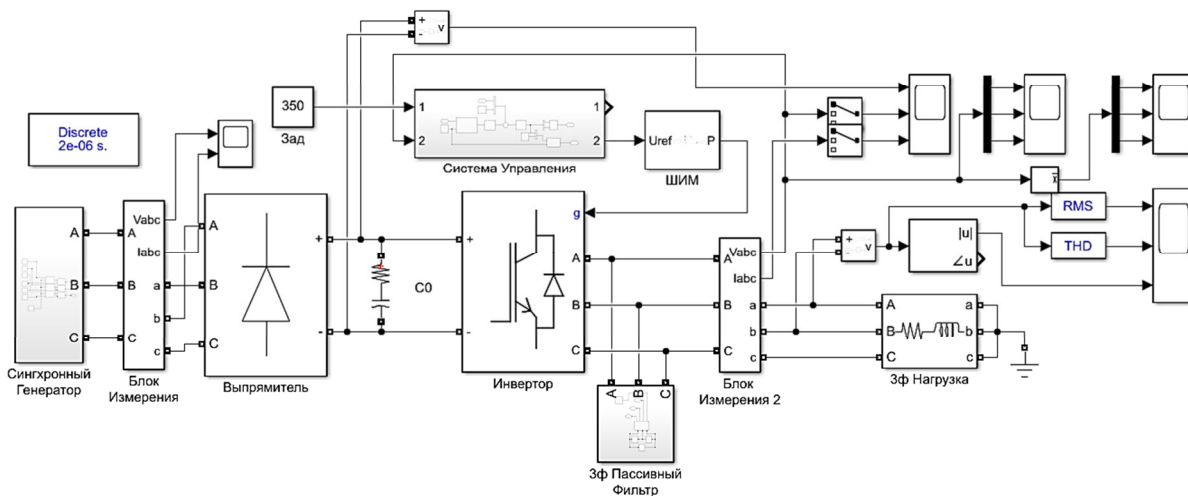 +
-
v
350
Зад
1
2
1
2
Система Управления
Uref
P
ШИМ
Discrete
2e-06 s.
Vabc
Iabc
A
B
C
A
B
C
a
b
c
Сингхронный
Генератор
Блок
Измерения
A
B
C
+
-
Выпрямитель
C0
+
-
g
A
B
C
Инвертор
A
B
C
3ф Пассивный
Фильтр
A
B
C
Vabc
Iabc
a
b
c
Блок
Измерения 2
+
-
v
|u|
∠u
x
RMS
THD
A
B
C
a
b
c
3ф Нагрузка